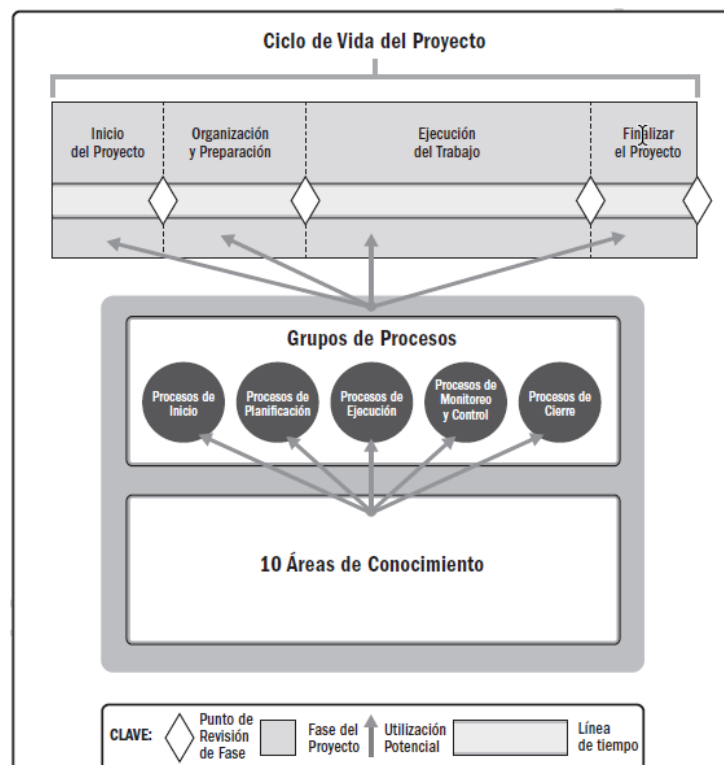 Ciclo de Vida del Proyecto
Inicio
del Proyecto
Organización
y Preparación
Ejecución
del Trabajo
Finalizar
el Proyecto
Grupos de Procesos
Procesos de
Inicio
Procesos de
Planificación
Procesos de
Ejecución
Procesos de
Monitoreo
y Control
Procesos de
Cierre
10 Áreas de Conocimiento
CLAVE:
Punto de
Revisión
de Fase
Fase del
Proyecto
Utilización
Potencial
Línea
de tiempo